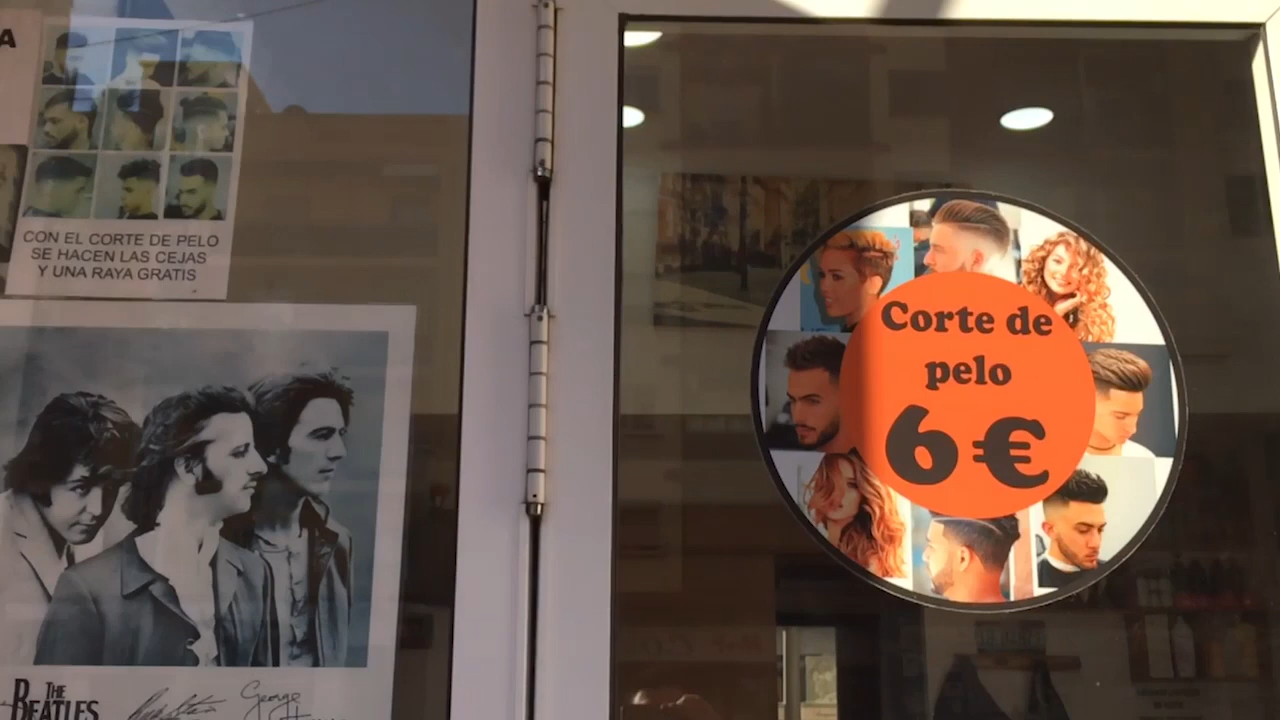 A
CON EL CORTE DE PELO
SE HACEN LAS CEJAS
Y UNA RAYA GRATIS
THE
BEATLES
George
Corte de
pelo
6€